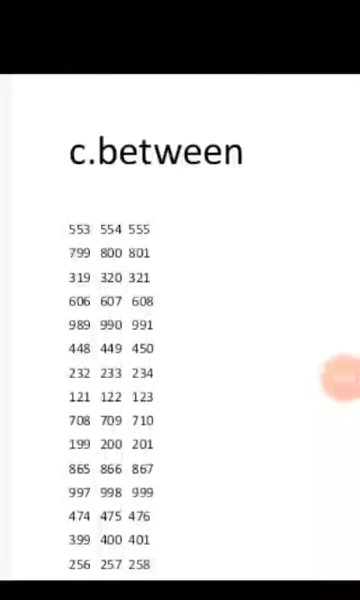 c.between
553 554 555
799 800 801
319 320 321
606 607 608
989 990 991
448 449 450
232 233 234
121 122 123
708 709 710
199 200 201
865 866 867
997 998 999
474 475 476
399 400 401
256 257 258